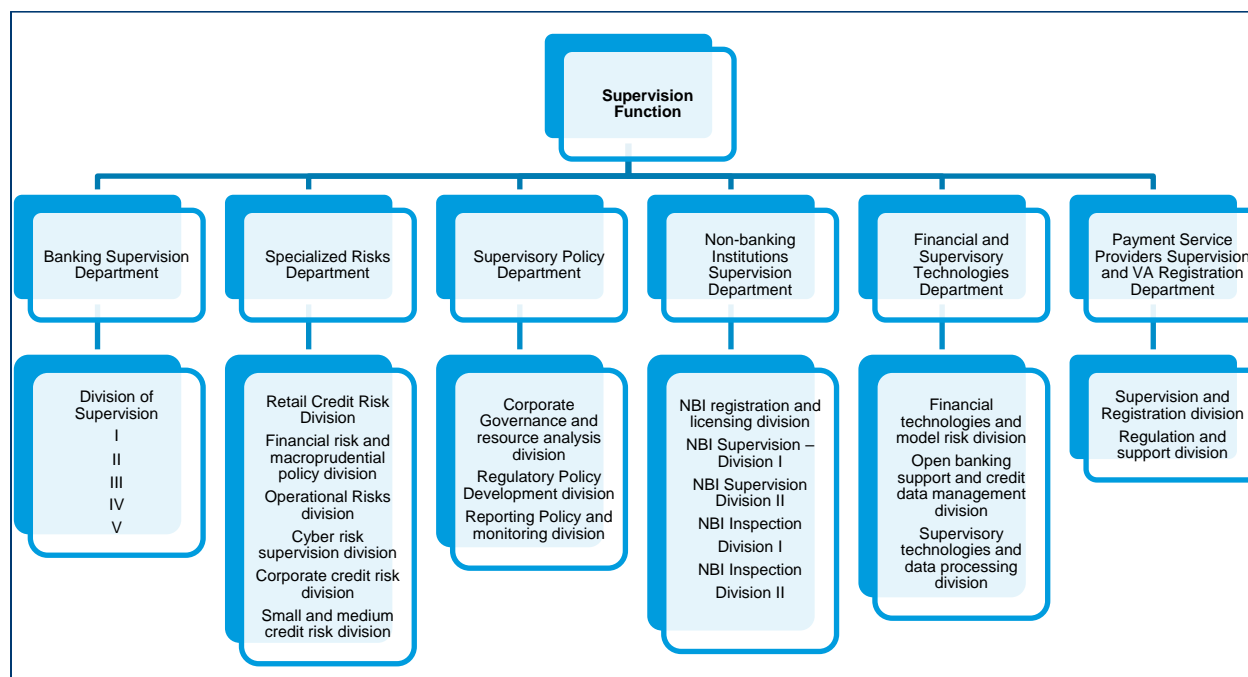 Supervision
Function
Banking Supervision
Department
Specialized Risks
Department
Supervisory Policy
Department
Non-banking
Institutions
Supervision
Department
Financial and
Supervisory
Technologies
Department
Payment Service
Providers Supervision
and VA Registration
Department
Division of
Supervision
I
II
III
IV
V
Retail Credit Risk
Division
Financial risk and
macroprudential
policy division
Operational Risks
division
Cyber risk
supervision division
Corporate credit risk
division
Small and medium
credit risk division
Corporate
Governance and
resource analysis
division
Regulatory Policy
Development division
Reporting Policy and
monitoring division
NBI registration and
licensing division
NBI Supervision –
Division I
NBI Supervision
Division II
NBI Inspection
Division I
NBI Inspection
Division II
Financial
technologies and
model risk division
Open banking
support and credit
data management
division
Supervisory
technologies and
data processing
division
Supervision and
Registration division
Regulation and
support division